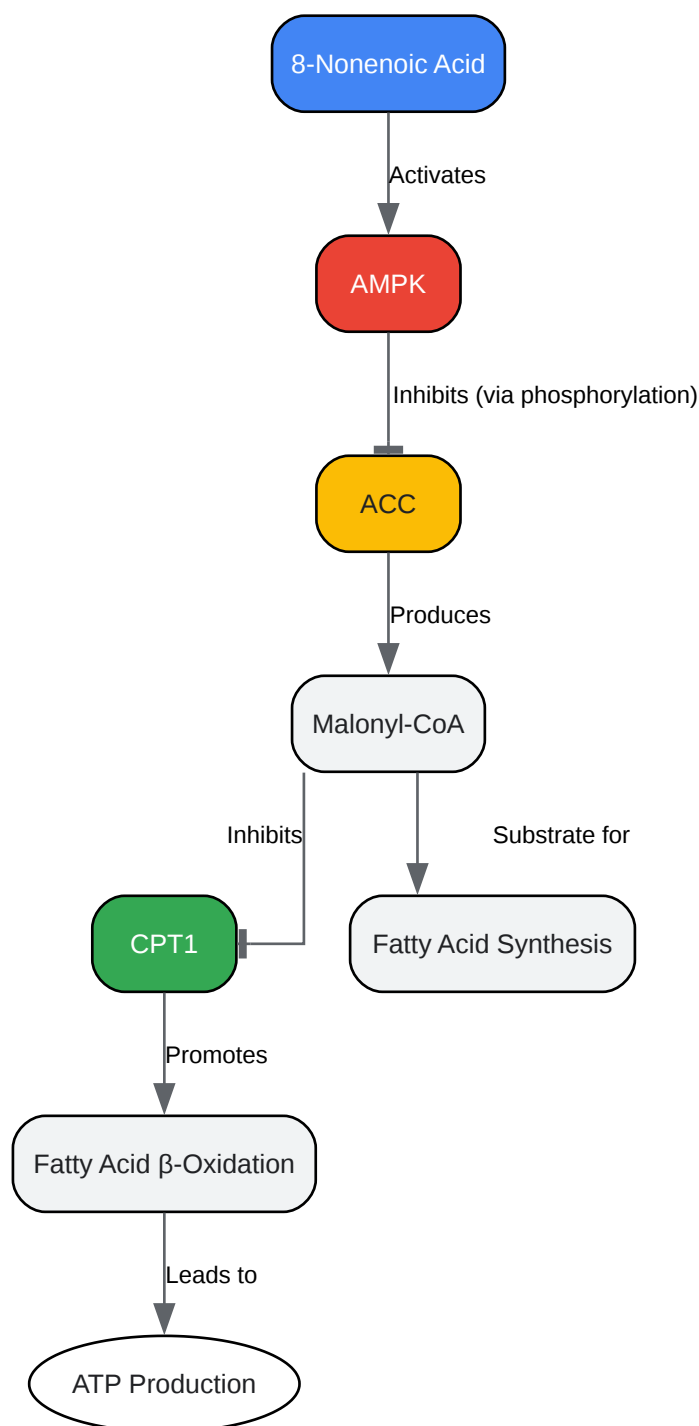 8-Nonenoic Acid
Activates
AMPK
Inhibits (via phosphorylation)
ACC
Produces
Malonyl-CoA
Inhibits
Substrate for
CPT1
Fatty Acid Synthesis
Promotes
Fatty Acid β-Oxidation
Leads to
ATP Production